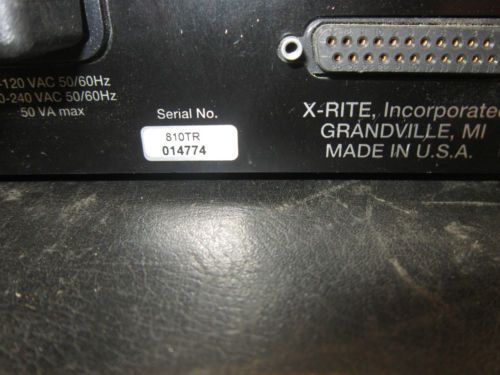 -120 VAC 50/60Hz
0-240 VAC 50/60Hz
50 VA max
Serial No.
810TR
014774
X-RITE, Incorporated
GRANDVILLE, MI
MADE IN U.S.A.